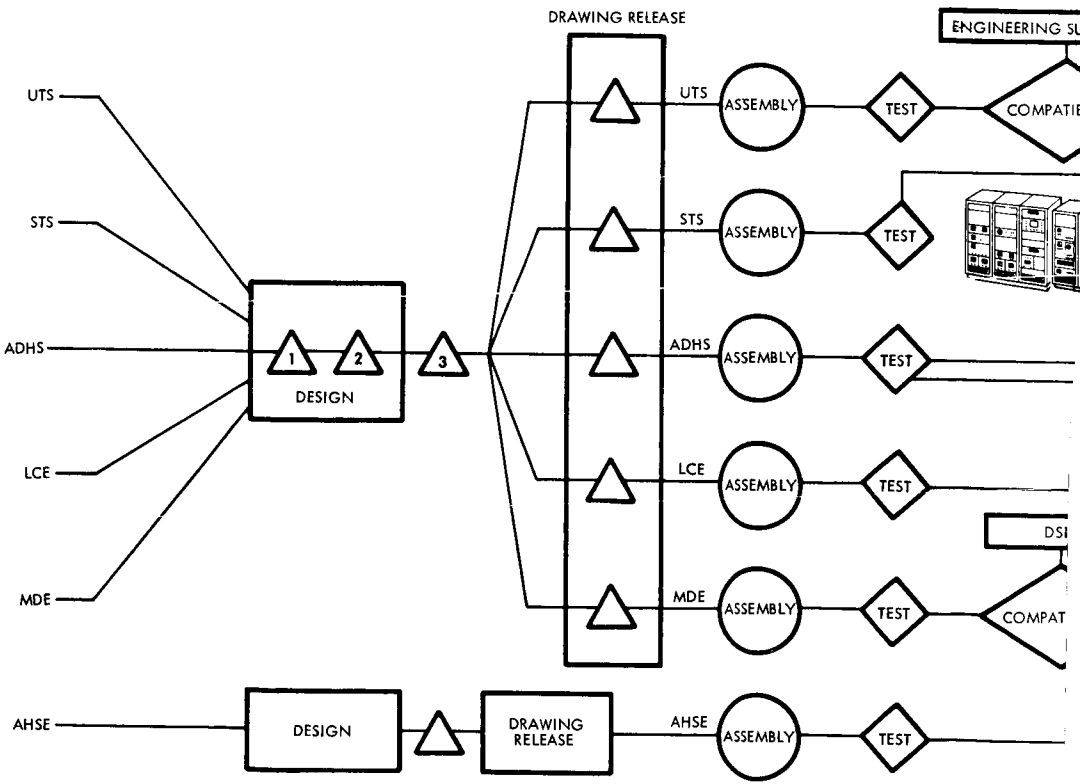 DRAWING RELEASE
ENGINEERING
UTS
UTS
ASSEMBLY
TEST
STS
STS
ASSEMBLY
TEST
ADHS
1
2
3
DESIGN
ADHS
ASSEMBLY
TEST
LCE
LCE
ASSEMBLY
TEST
MDE
MDE
ASSEMBLY
TEST
AHSE
DESIGN
DRAWING
RELEASE
AHSE
ASSEMBLY
TEST